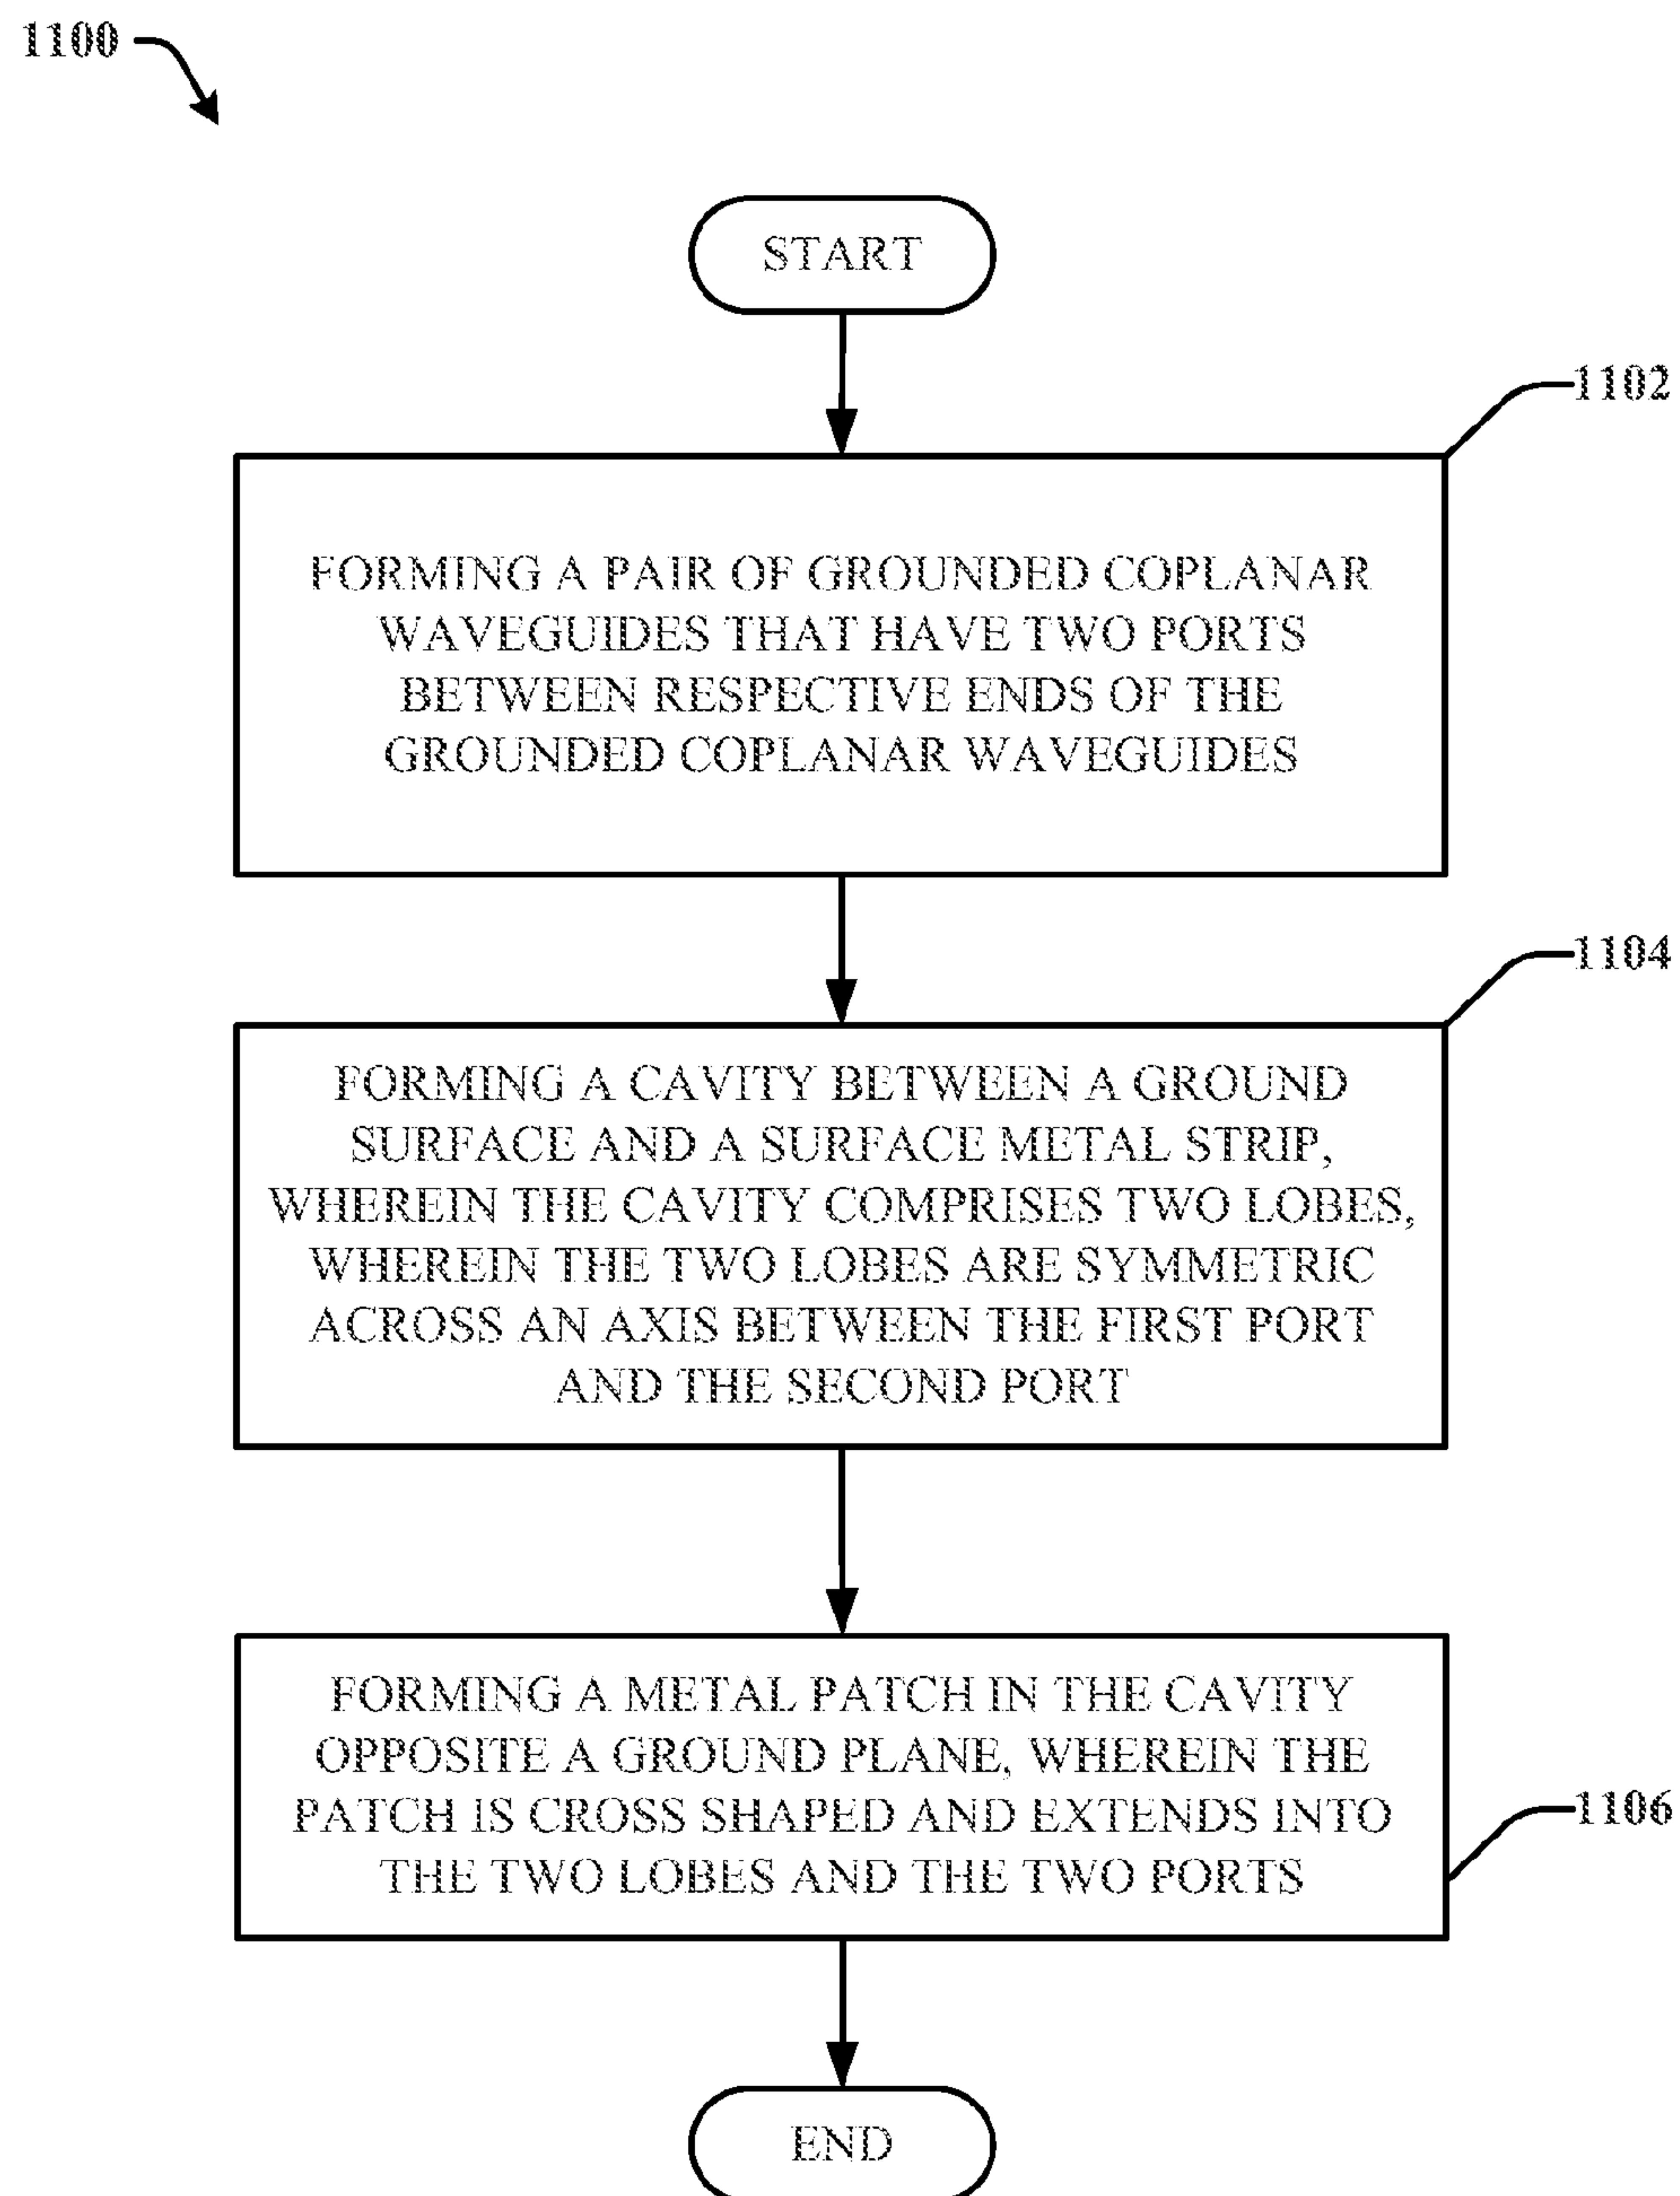 1100
START
1102
FORMING A PAIR OF GROUNDED COPLANAR
WAVEGUIDES THAT HAVE TWO PORTS
BETWEEN RESPECTIVE ENDS OF THE
GROUNDED COPLANAR WAVEGUIDES
1104
FORMING A CAVITY BETWEEN A GROUND
SURFACE AND A SURFACE METAL STRIP,
WHEREIN THE CAVITY COMPRISES TWO LOBES,
WHEREIN THE TWO LOBES ARE SYMMETRIC
ACROSS AN AXIS BETWEEN THE FIRST PORT
AND THE SECOND PORT
FORMING A METAL PATCH IN THE CAVITY
OPPOSITE A GROUND PLANE, WHEREIN THE
PATCH IS CROSS SHAPED AND EXTENDS INTO
THE TWO LOBES AND THE TWO PORTS
1106
END